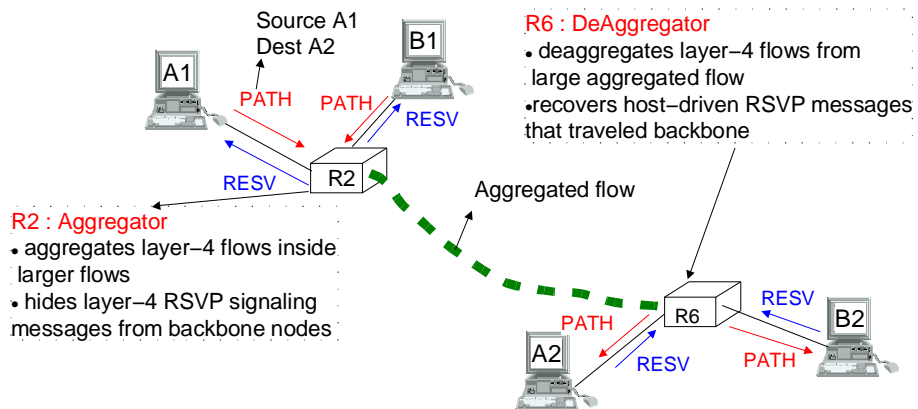 Source A1
Dest A2
A1
B1
PATH
PATH
RESV
RESV
R2
R6 : DeAggregator
• deaggregates layer−4 flows from
large aggregated flow
•recovers host−driven RSVP messages
that traveled backbone
Aggregated flow
R2 : Aggregator
• aggregates layer−4 flows inside
larger flows
• hides layer−4 RSVP signaling
messages from backbone nodes
R6
RESV
B2
PATH
A2
RESV
PATH